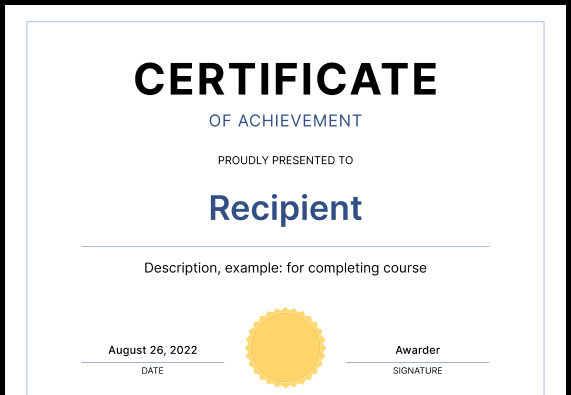 CERTIFICATE
OF ACHIEVEMENT
PROUDLY PRESENTED TO
Recipient
Description, example: for completing course
August 26, 2022
DATE
Awarder
SIGNATURE